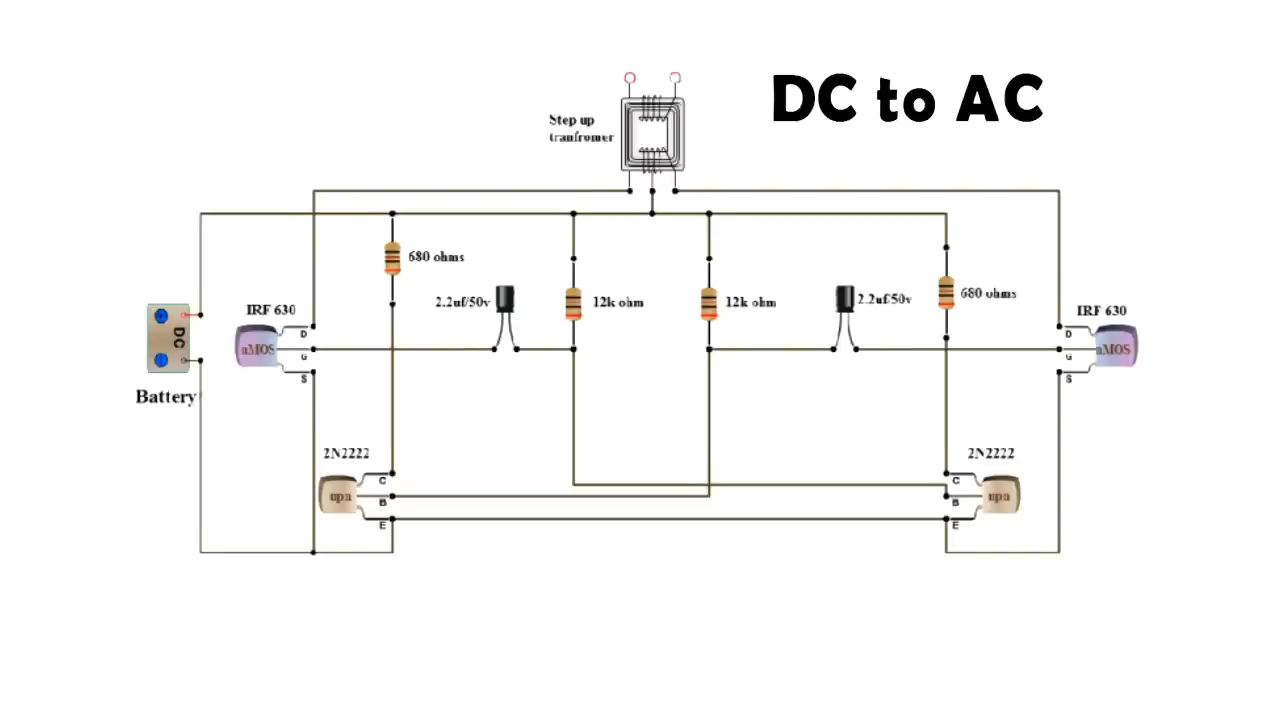 DC to AC
Step up
tranfromer
680 ohms
2.2uf/50v
12k ohm
12k ohm
2.2uf/50v
680 ohms
IRF 630
IRF 630
DC
nMOS
D
G
S
D
G
S
nMOS
Battery
2N2222
2N2222
npn
C
B
E
C
B
E
npn